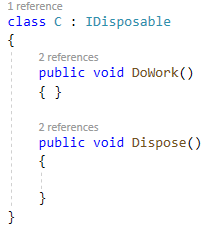 1 reference
class C : IDisposable
{
2 references
public void DoWork()
{ }
2 references
public void Dispose()
{
}
}